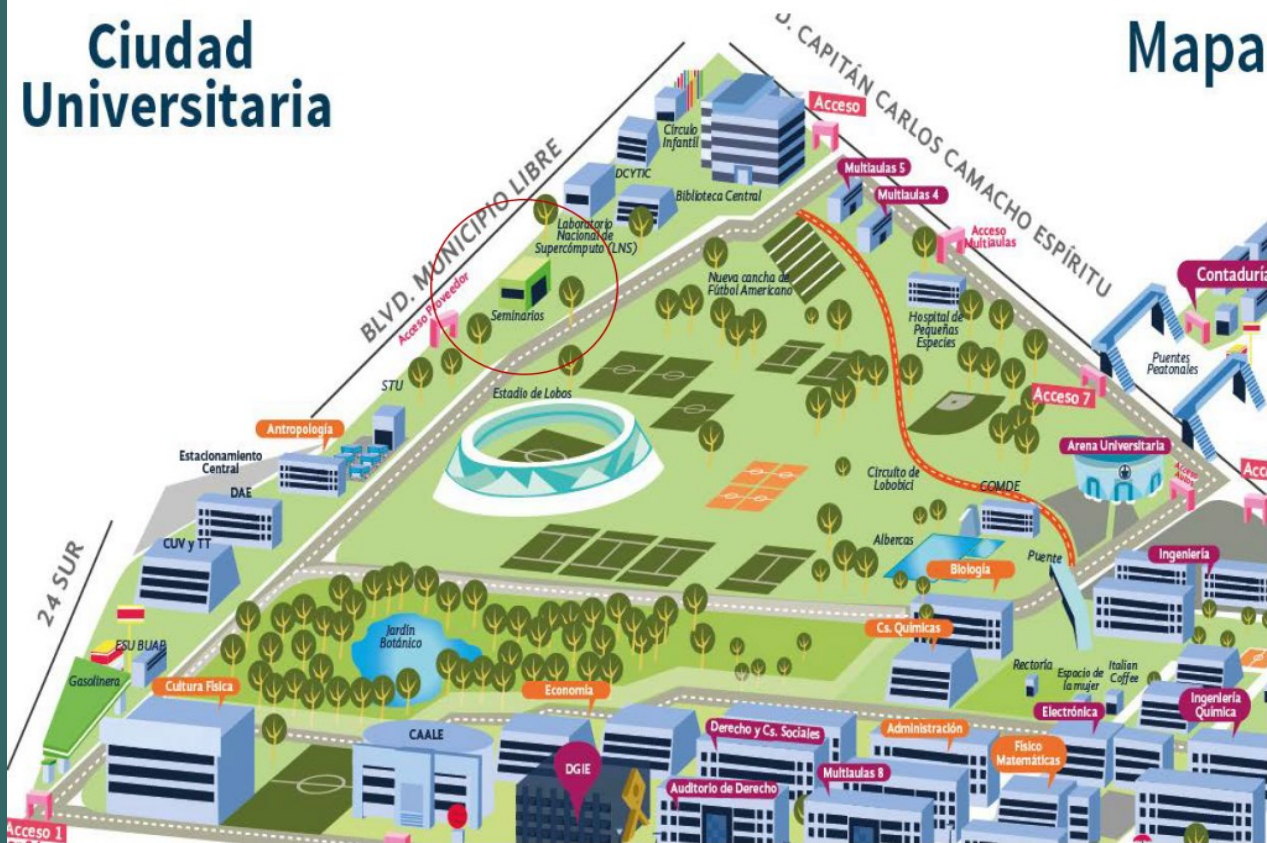 Ciudad
Universitaria
Mapa
D. CAPITÁN CARLOS CAMACHO ESPÍRITU
BLVD. MUNICIPIO LIBRE
24 SUR
Acceso
Círculo
Infantil
DCYTIC
Biblioteca Central
Multiaulas 5
Multiaulas 4
Laboratorio
Nacional de
Supercómputo (LNS)
Acceso
Multiaulas
Acceso Proveedor
Seminarios
Nueva cancha de
Fútbol Americano
Hospital de
Pequeñas
Especies
Contaduría
Puentes
Peatonales
STU
Estadio de Lobos
Acceso 7
Antropología
Arena Universitaria
Estacionamiento
Central
DAE
Circuito de
Lobobici
COMDE
Acce
CUV y TT
Albercas
Puente
Ingeniería
Biología
Jardín
Botánico
Cs. Químicas
ESU BUAP
Gasolinera
Cultura Física
Economía
Rectoría
Espacio de
la mujer
Italian
Coffee
Electrónica
Ingeniería
Química
CAALE
Derecho y Cs. Sociales
Administración
Físico
Matemáticas
DGIE
Multiaulas 8
Auditorio de Derecho
Acceso 1